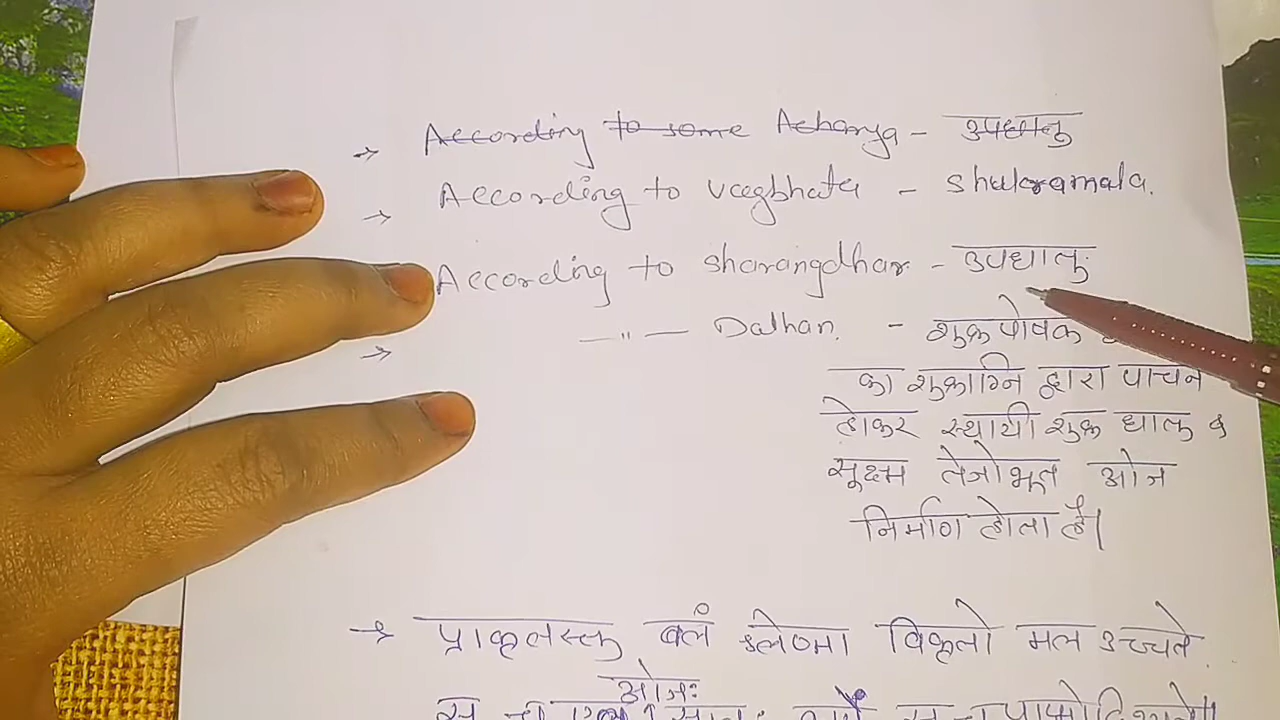 → According to some Acharya - उपधातु
→ According to vagbhata - shukramala.
According to sharangdhar - उपधातु
→ —"— Dalhan. - शुक्र पोषक
का शुक्राग्नि द्वारा पाचन
होकर स्थायी शुक्र धातु व
सूक्ष्म तेजोभूत ओज
निर्माण होता है|
→ प्राकृतस्तु बलं श्लेष्मा विकृतो मल उच्यते.
ओजः